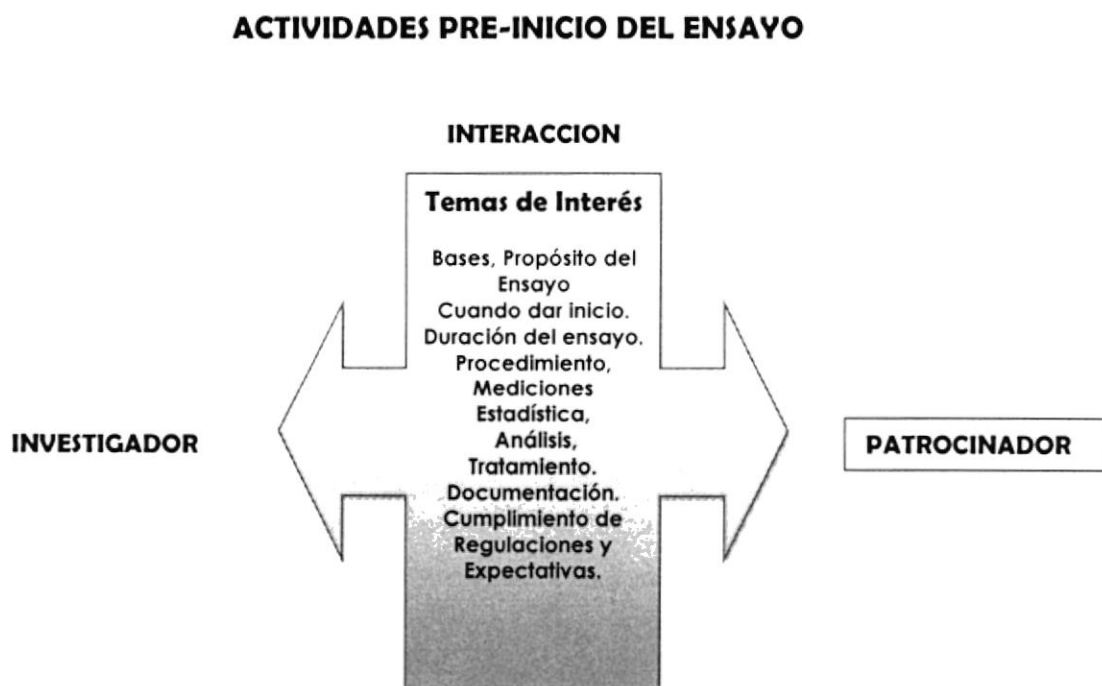 ACTIVIDADES PRE-INICIO DEL ENSAYO
INTERACCION
Temas de Interés
Bases, Propósito del
Ensayo
Cuando dar inicio.
Duración del ensayo.
Procedimiento,
Mediciones
Estadística,
Análisis,
Tratamiento.
Documentación.
Cumplimiento de
Regulaciones y
Expectativas.
INVESTIGADOR
PATROCINADOR